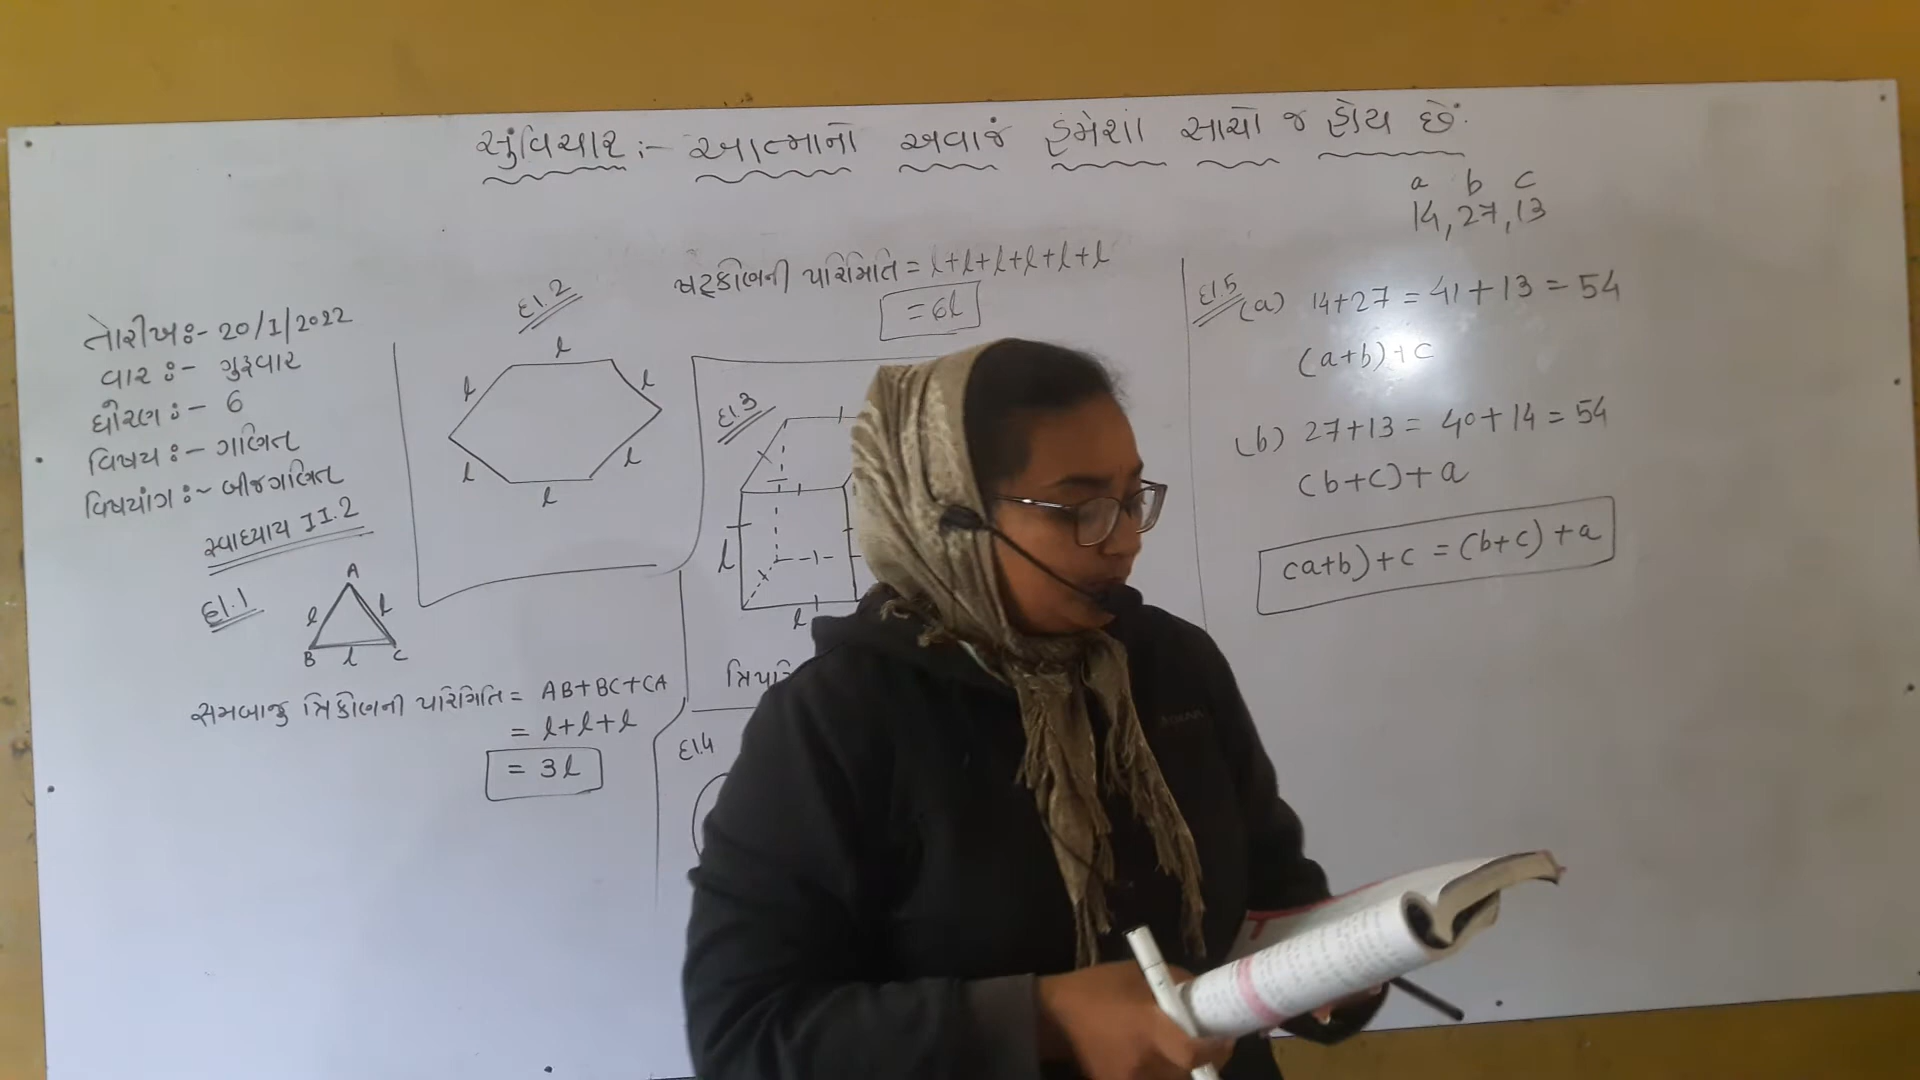 સુવિચાર :- આત્માનો અવાજ હંમેશા સાચો જ હોય છે.
તારીખ :- 20/1/2022
વાર :- ગુરૂવાર
ધોરણ :- 6
વિષય :- ગણિત
વિષયાંગ :- બીજગણિત
સ્વાધ્યાય 11.2
દા.1
A
l l
B l C
સમબાજુ ત્રિકોણની પરિમિતિ = AB+BC+CA
= l+l+l
= 3l
દા.2
l
l l
l l
l
ષટ્કોણની પરિમિતિ = l+l+l+l+l+l
= 6l
દા.3
l
l
દા.4
a b c
14, 27, 13
દા.5 (a) 14+27 = 41+13 = 54
(a+b)+c
(b) 27+13 = 40+14 = 54
(b+c)+a
(a+b)+c = (b+c)+a